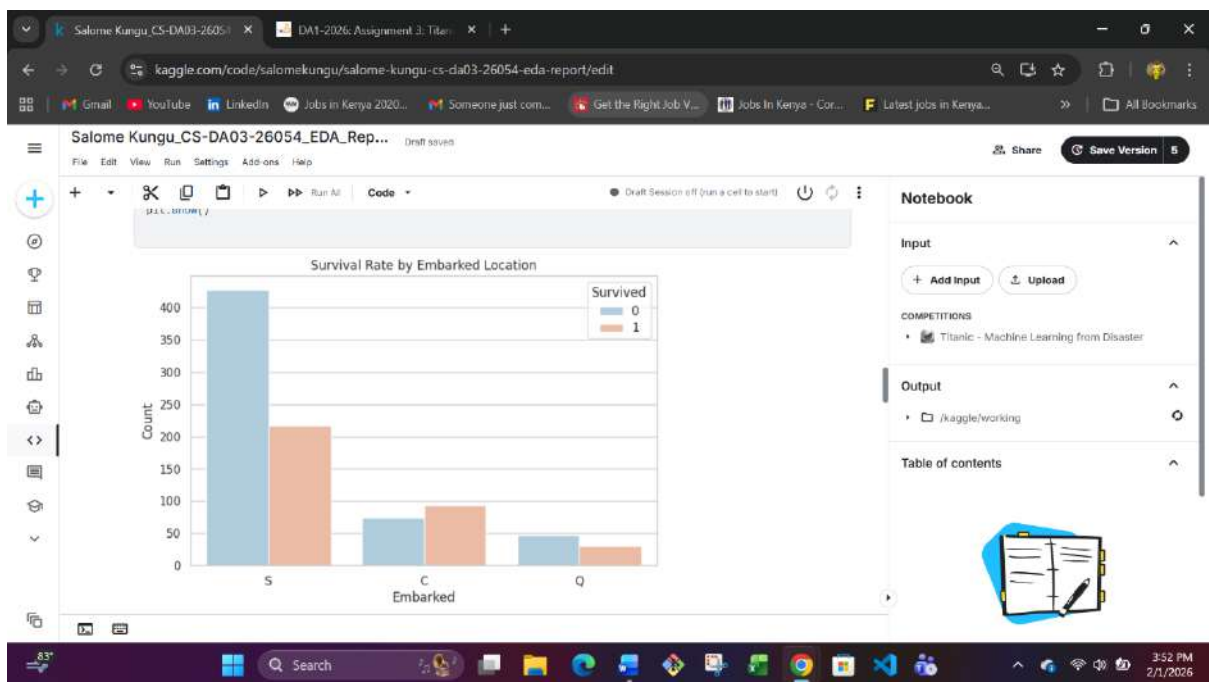 Salome Kungu_CS-DA03-2605
DA1-2026: Assignment 3: Titan
kaggle.com/code/salomekungu/salome-kungu-cs-da03-26054-eda-report/edit
Gmail YouTube LinkedIn Jobs in Kenya 2020... Someone just com... Get the Right Job V... Jobs In Kenya - Cor... Latest jobs in Kenya... » All Bookmarks
Salome Kungu_CS-DA03-26054_EDA_Rep... Draft saved
File Edit View Run Settings Add-ons Help
Share Save Version 5
Run All Code Draft Session off (run a cell to start)
plt.show()
Notebook
Input
+ Add Input Upload
COMPETITIONS
Titanic - Machine Learning from Disaster
Output
/kaggle/working
Table of contents
Survival Rate by Embarked Location
Survived
0
1
400
350
300
250
200
150
100
50
0
Count
S C Q
Embarked
83°
Search
3:52 PM
2/1/2026